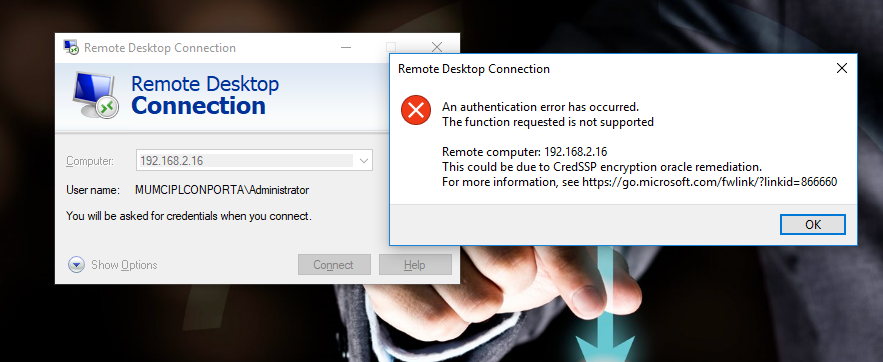 Remote Desktop Connection
Remote Desktop
Connection
Computer: 192.168.2.16
User name: MUMCIPLCONPORTA\Administrator
You will be asked for credentials when you connect.
Show Options
Connect
Help
Remote Desktop Connection
An authentication error has occurred.
The function requested is not supported
Remote computer: 192.168.2.16
This could be due to CredSSP encryption oracle remediation.
For more information, see https://go.microsoft.com/fwlink/?linkid=866660
OK